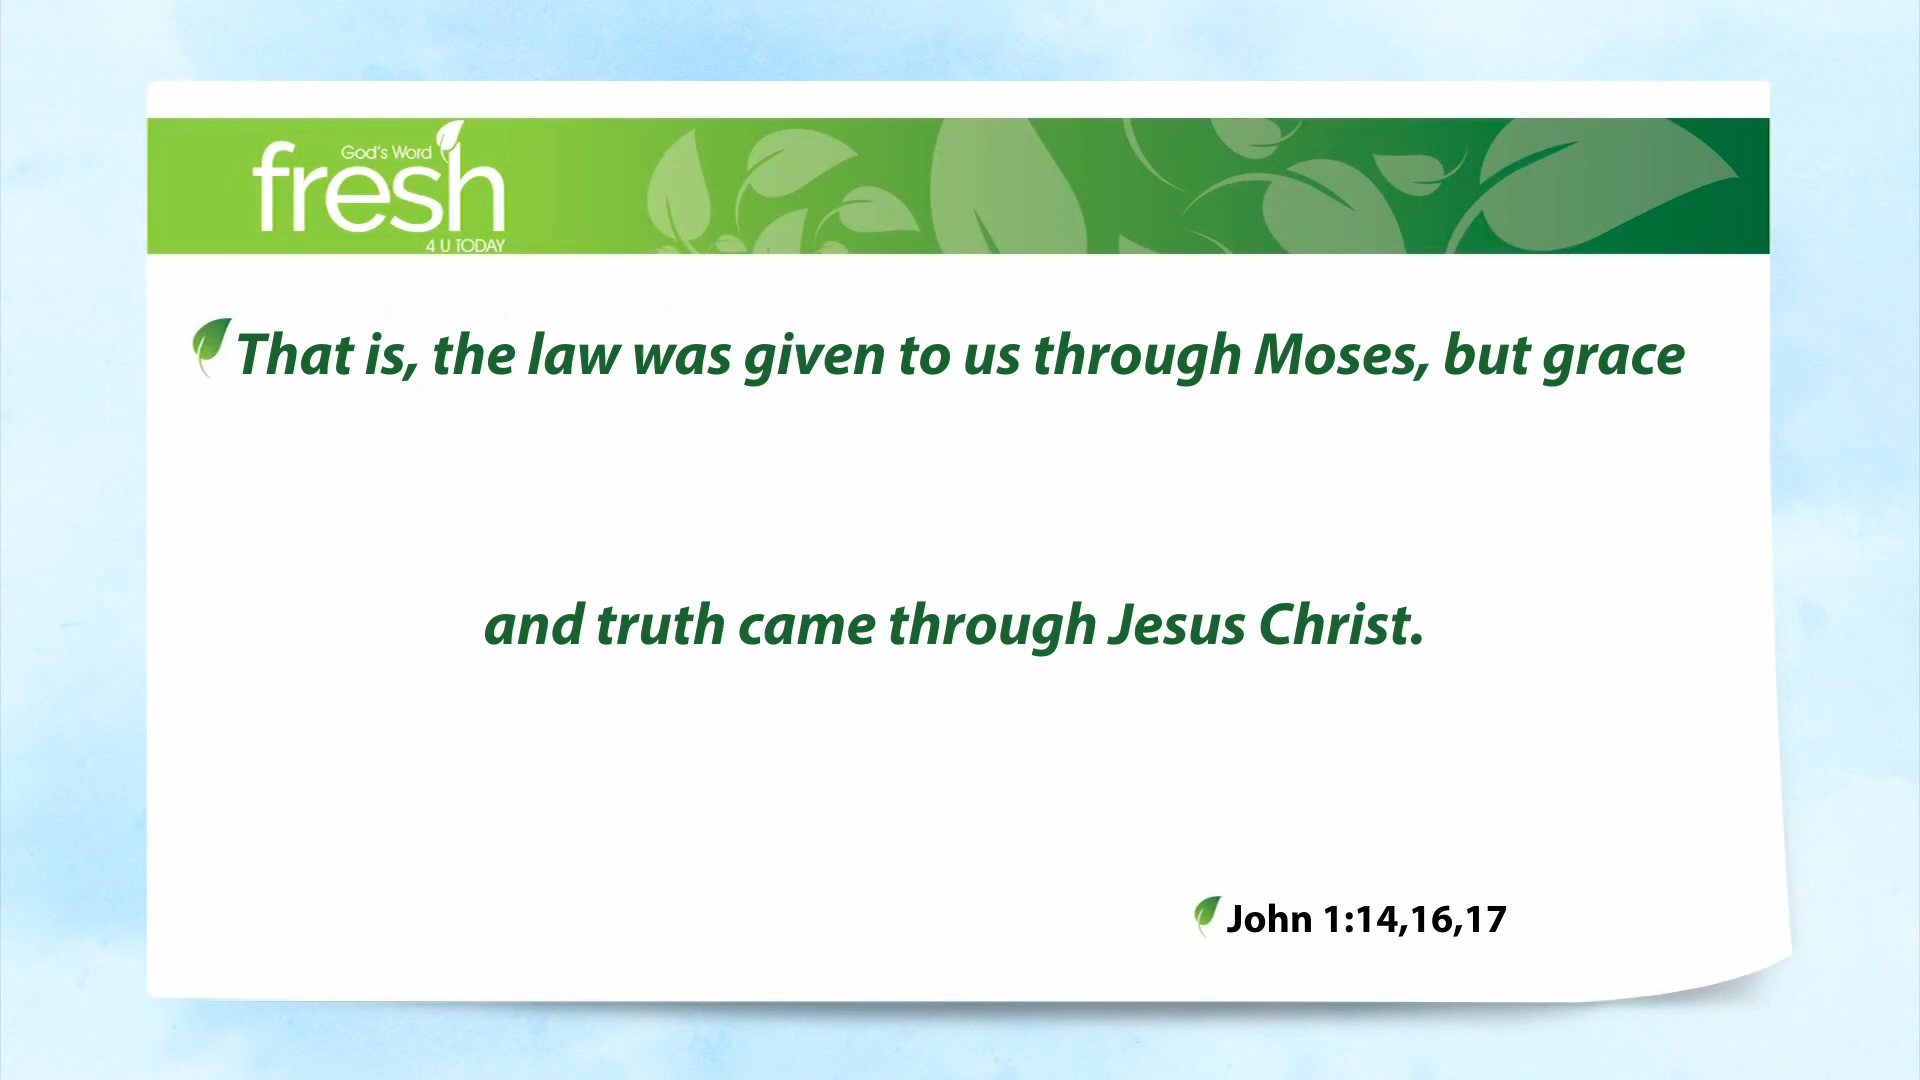 God's Word
fresh
4 U TODAY
That is, the law was given to us through Moses, but grace
and truth came through Jesus Christ.
John 1:14,16,17